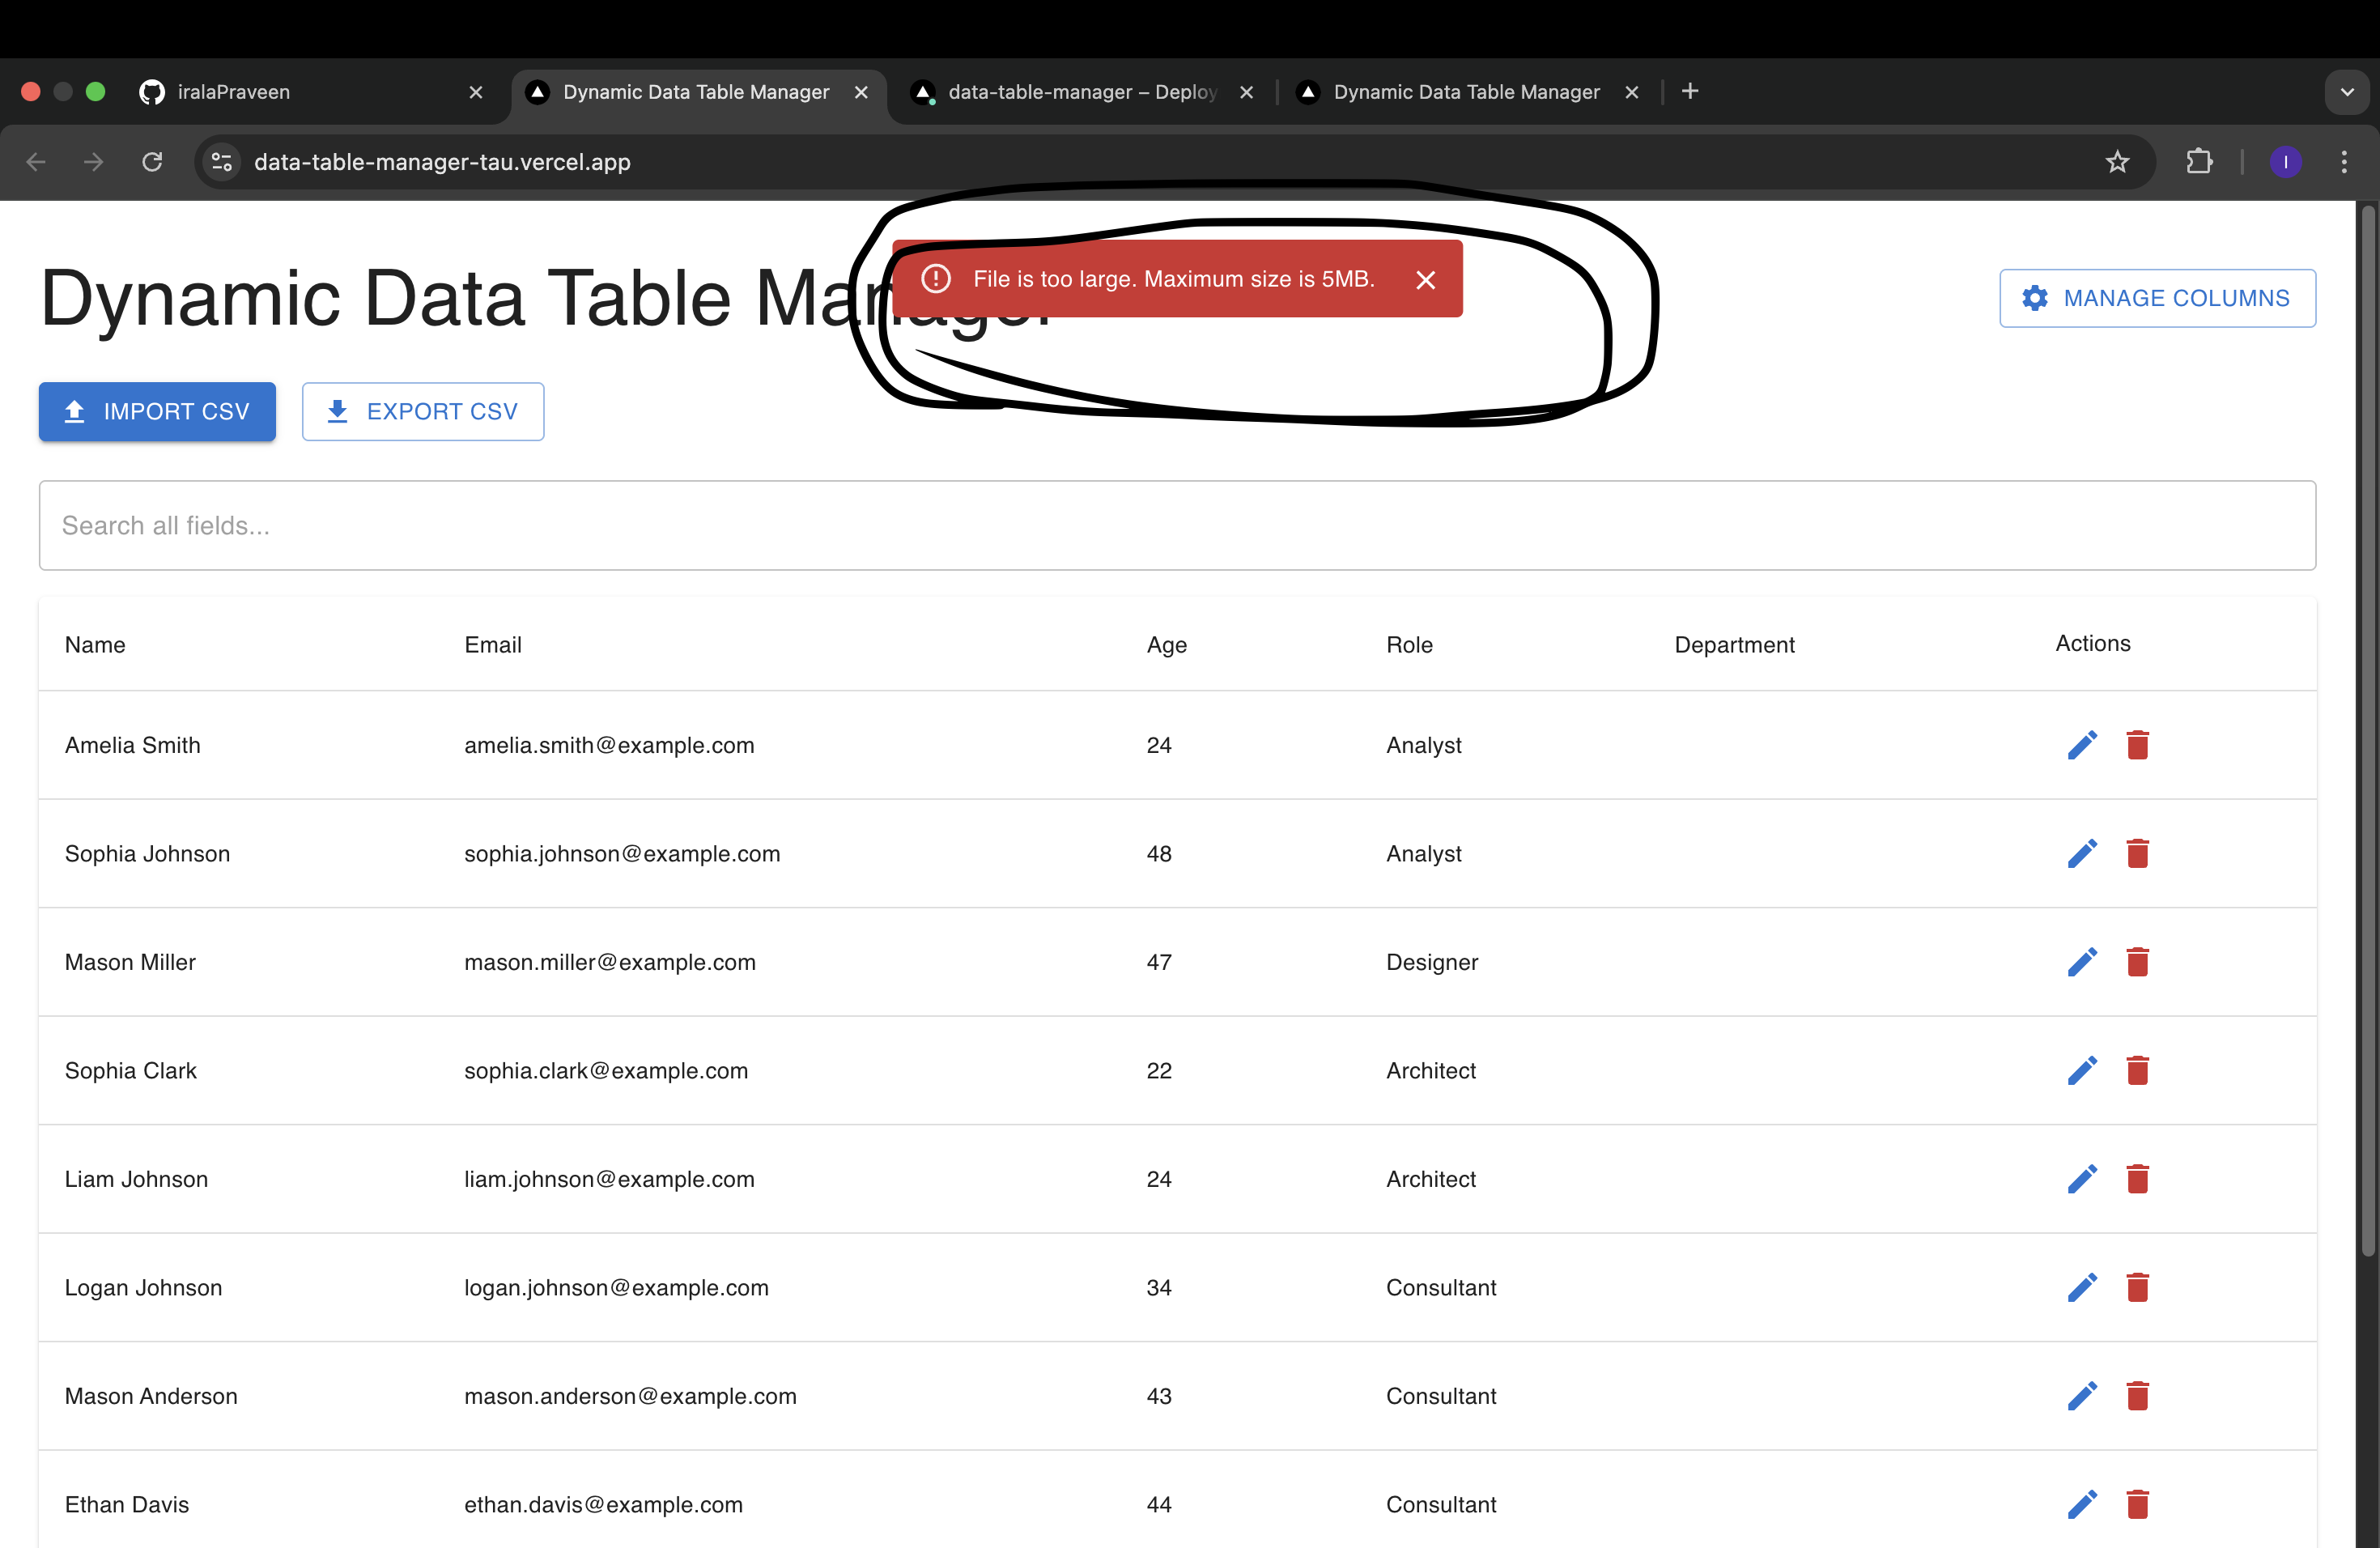 iralaPraveen
Dynamic Data Table Manager
data-table-manager – Deploy
Dynamic Data Table Manager
data-table-manager-tau.vercel.app
I
File is too large. Maximum size is 5MB.
Dynamic Data Table Manager
MANAGE COLUMNS
IMPORT CSV
EXPORT CSV
Search all fields...
Name Email Age Role Department Actions
Amelia Smith amelia.smith@example.com 24 Analyst
Sophia Johnson sophia.johnson@example.com 48 Analyst
Mason Miller mason.miller@example.com 47 Designer
Sophia Clark sophia.clark@example.com 22 Architect
Liam Johnson liam.johnson@example.com 24 Architect
Logan Johnson logan.johnson@example.com 34 Consultant
Mason Anderson mason.anderson@example.com 43 Consultant
Ethan Davis ethan.davis@example.com 44 Consultant